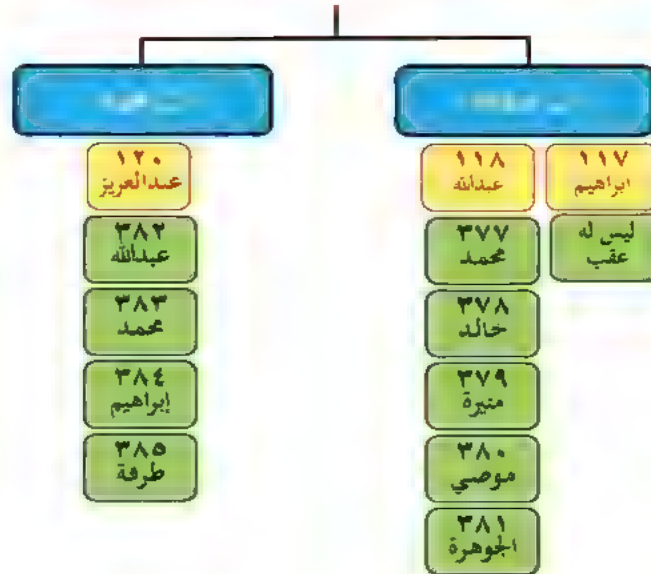 ١١٧
ابراهيم
ليس له
عقب
١١٨
عبدالله
٣٧٧
محمد
٣٧٨
خالد
٣٧٩
منيرة
٣٨٠
موضي
٣٨١
الجوهرة
١٢٠
عبدالعزيز
٣٨٢
عبدالله
٣٨٣
محمد
٣٨٤
إبراهيم
٣٨٥
طرفة